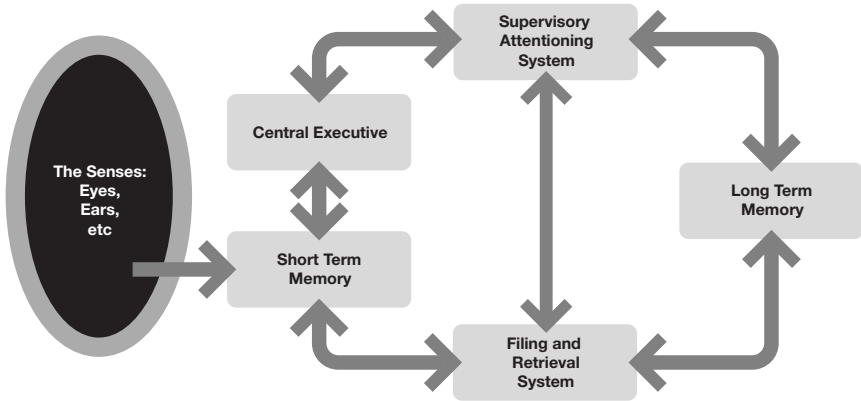 The Senses:
Eyes,
Ears,
etc
Central Executive
Short Term
Memory
Supervisory
Attentioning
System
Filing and
Retrieval
System
Long Term
Memory